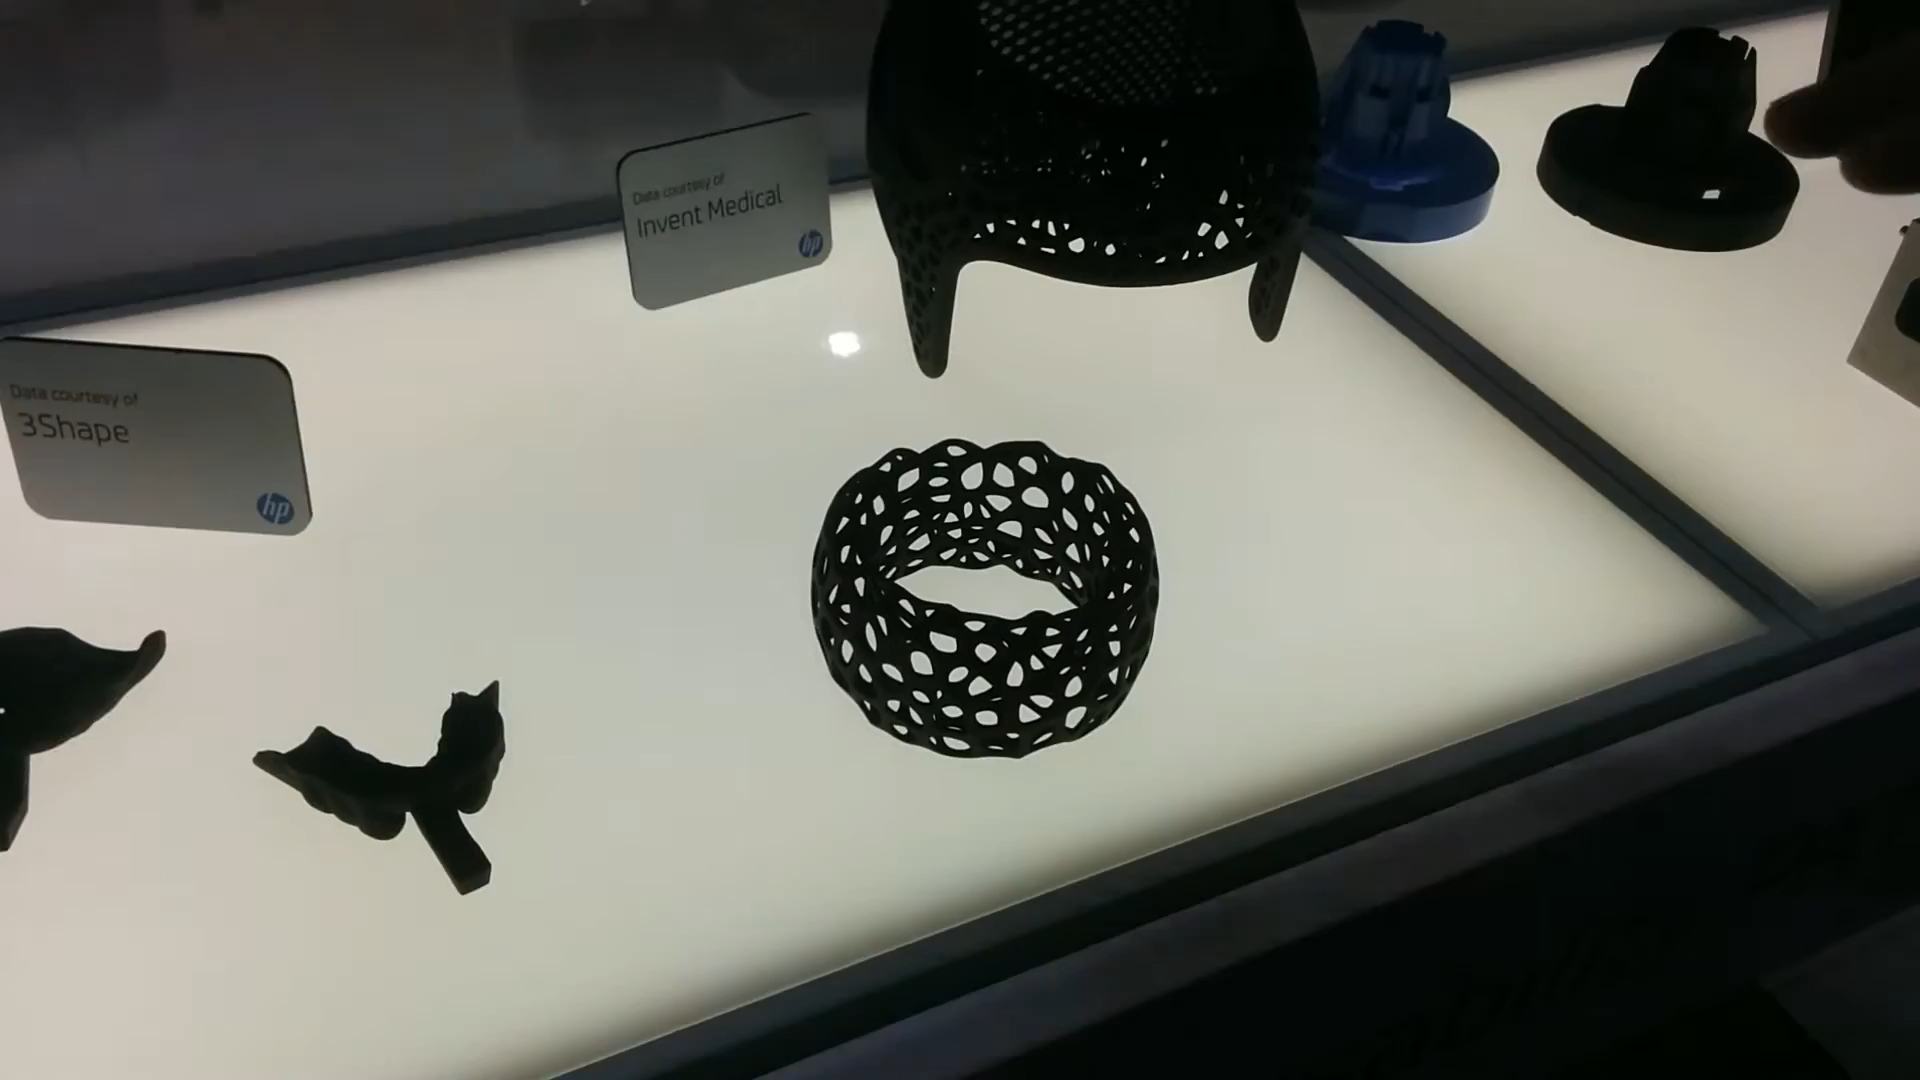 Data courtesy of
Invent Medical
hp
Data courtesy of
3Shape
hp